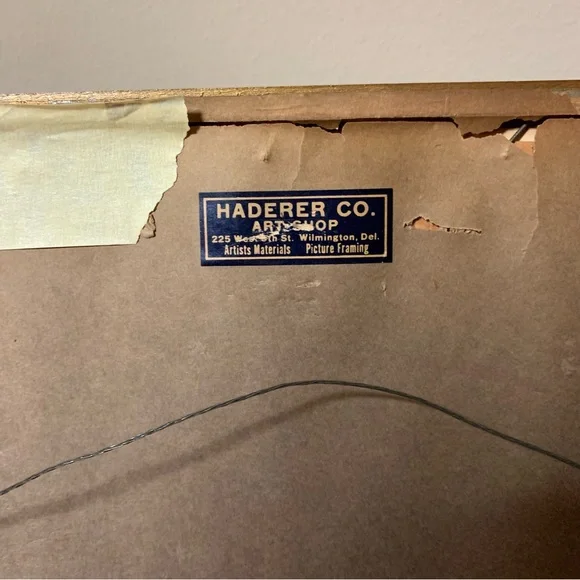 HADERER CO.
ART SHOP
225 West 9th St. Wilmington, Del.
Artists Materials Picture Framing